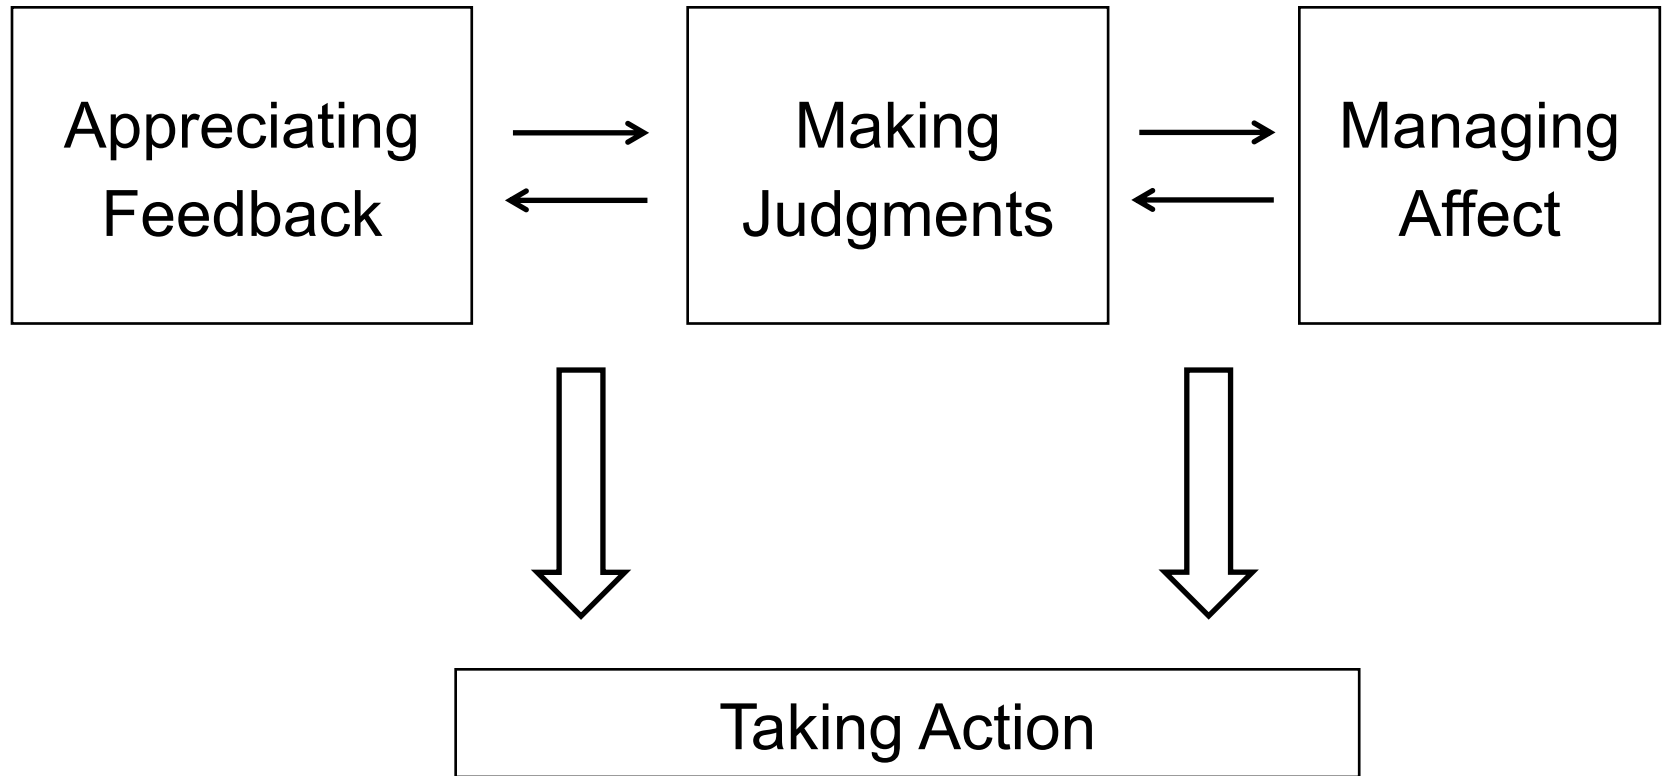 Appreciating
Feedback
Making
Judgments
Managing
Affect
Taking Action